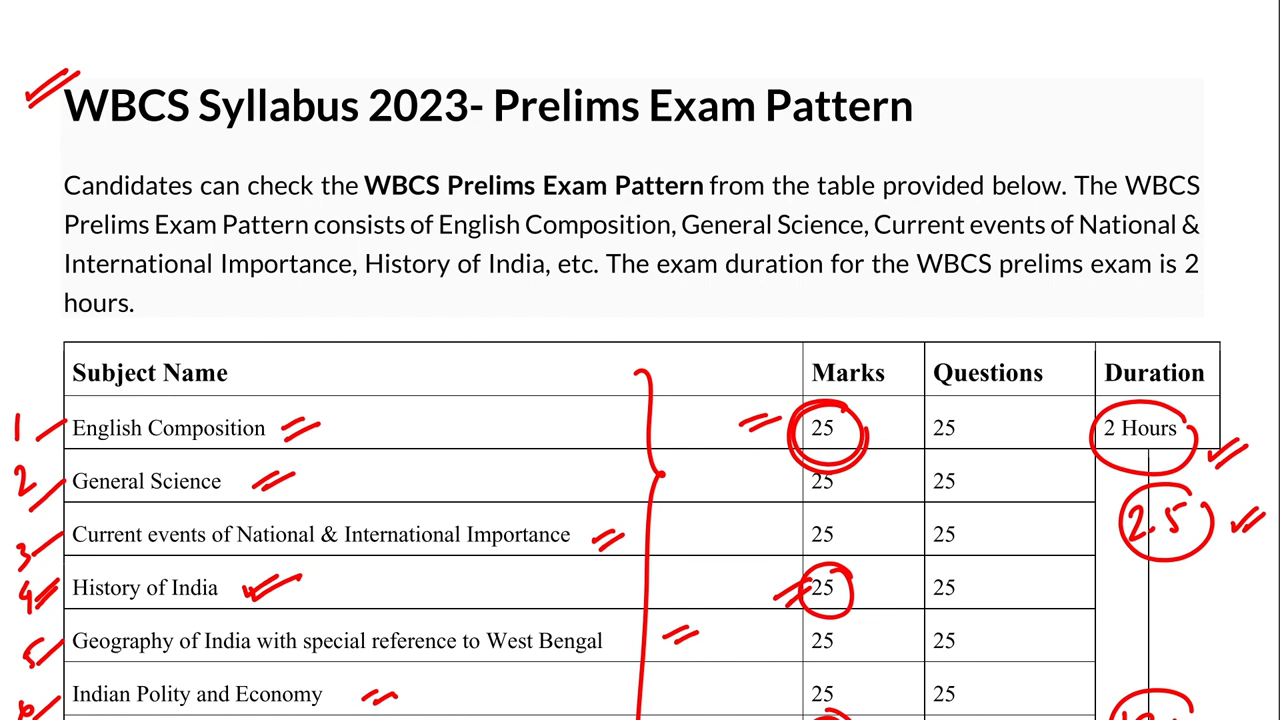 WBCS Syllabus 2023- Prelims Exam Pattern
Candidates can check the WBCS Prelims Exam Pattern from the table provided below. The WBCS
Prelims Exam Pattern consists of English Composition, General Science, Current events of National &
International Importance, History of India, etc. The exam duration for the WBCS prelims exam is 2
hours.
Subject Name Marks Questions Duration
1 English Composition 25 25 2 Hours
2 General Science 25 25
2.5
3 Current events of National & International Importance 25 25
4 History of India 25 25
5 Geography of India with special reference to West Bengal 25 25
6 Indian Polity and Economy 25 25